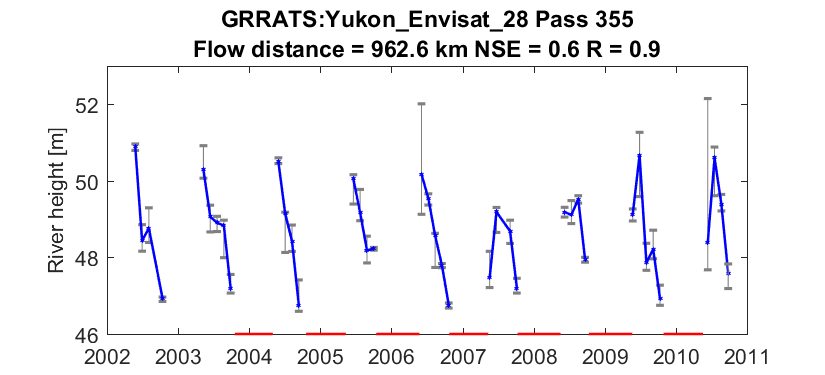 GRRATS:Yukon_Envisat_28 Pass 355
Flow distance = 962.6 km NSE = 0.6 R = 0.9
River height [m]
52
50
48
46
2002 2003 2004 2005 2006 2007 2008 2009 2010 2011